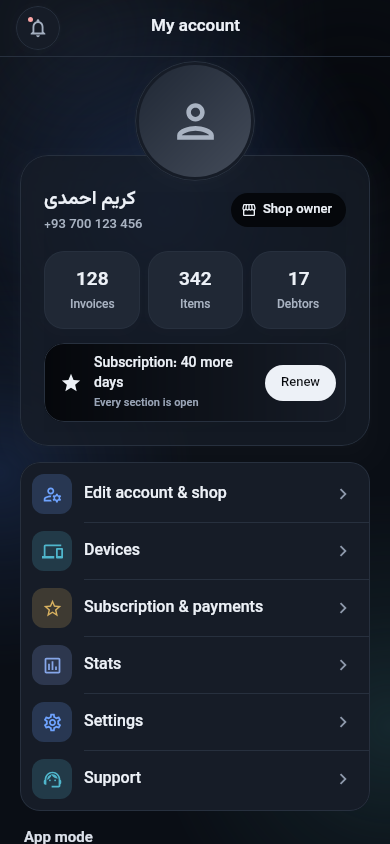 My account
کریم احمدی
+93 700 123 456
Shop owner
128
Invoices
342
Items
17
Debtors
Subscription: 40 more
days
Every section is open
Renew
Edit account & shop
Devices
Subscription & payments
Stats
Settings
Support
App mode